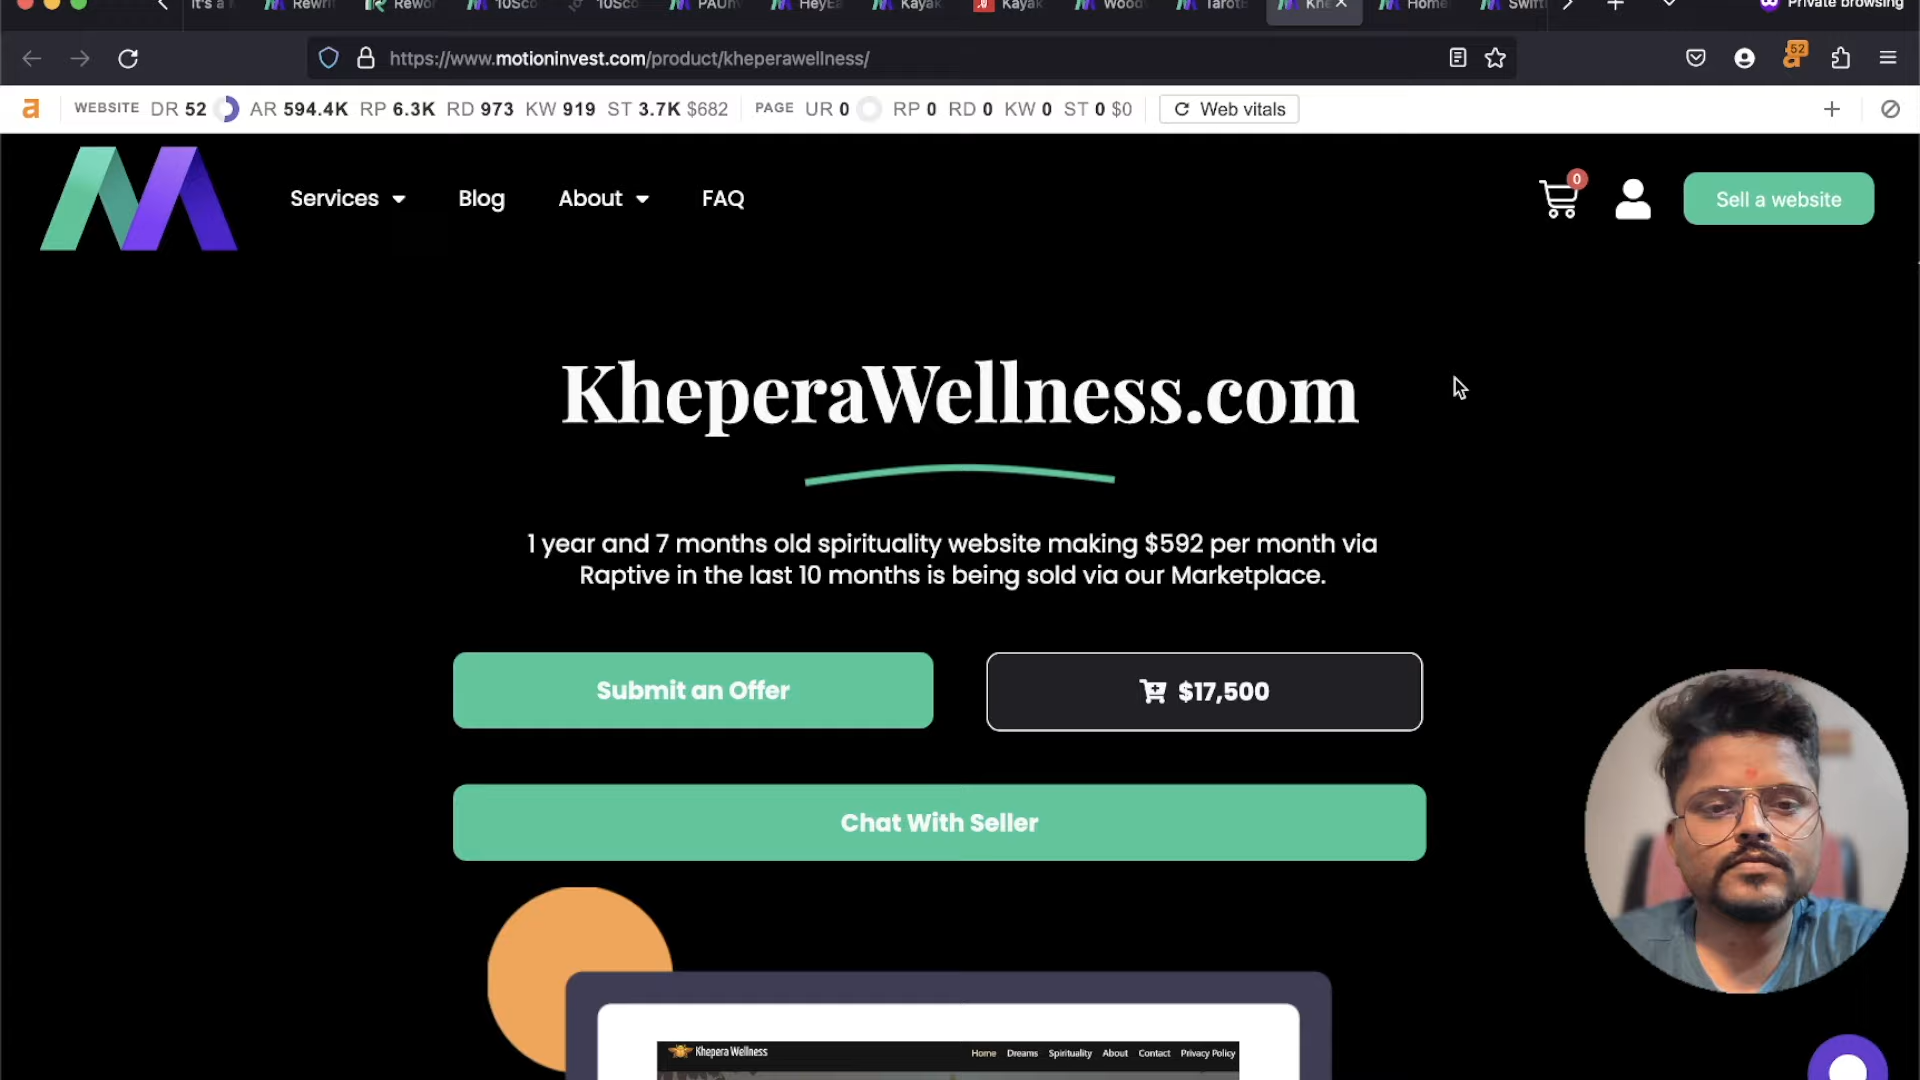 Rewri
Rewo
10Sco
10Sco
PAUn
HeyEa
Kayak
Kayak
Wood
Tarot
Khe
Home
Swift
Private browsing
https://www.motioninvest.com/product/kheperawellness/
52
WEBSITE DR 52 AR 594.4K RP 6.3K RD 973 KW 919 ST 3.7K $682 PAGE UR 0 RP 0 RD 0 KW 0 ST 0 $0 Web vitals
Services Blog About FAQ 0 Sell a website
KheperaWellness.com
1 year and 7 months old spirituality website making $592 per month via
Raptive in the last 10 months is being sold via our Marketplace.
Submit an Offer $17,500
Chat With Seller
Khepera Wellness Home Dreams Spirituality About Contact Privacy Policy